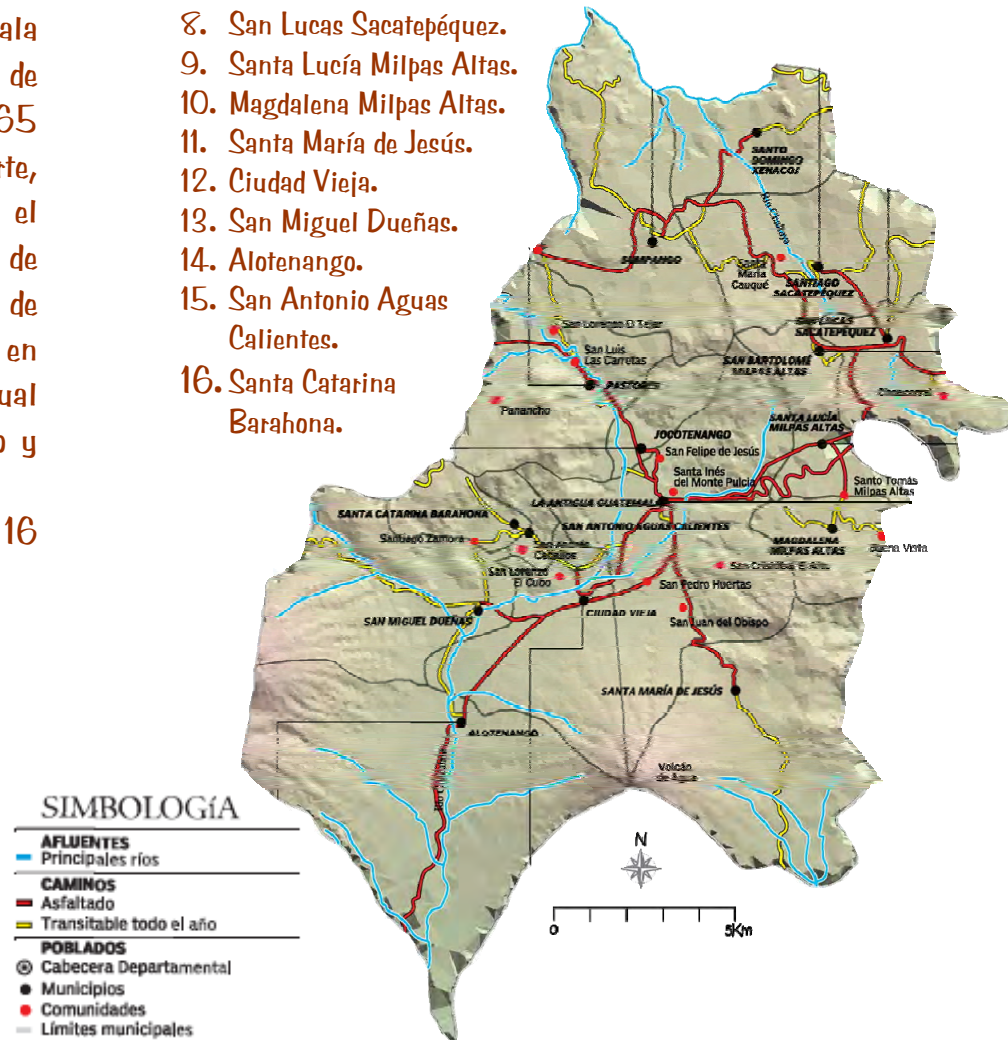 ala
de
65
rte,
el
de
de
en
ual
o y
16
8. San Lucas Sacatepéquez.
9. Santa Lucía Milpas Altas.
10. Magdalena Milpas Altas.
11. Santa María de Jesús.
12. Ciudad Vieja.
13. San Miguel Dueñas.
14. Alotenango.
15. San Antonio Aguas
Calientes.
16. Santa Catarina
Barahona.
SANTO
DOMINGO
XENACOS
SUMPANGO
Santa
María
Cauqué
SANTIAGO
SACATEPÉQUEZ
SAN LUCAS
SACATEPÉQUEZ
SAN BARTOLOMÉ
MILPAS ALTAS
Choacorral
San Lorenzo El Tejar
San Luis
Las Carretas
PASTORES
Panancho
JOCOTENANGO
San Felipe de Jesús
SANTA LUCÍA
MILPAS ALTAS
Santa Inés
del Monte Pulcia
Santo Tomás
Milpas Altas
LA ANTIGUA GUATEMALA
SANTA CATARINA BARAHONA
SAN ANTONIO AGUAS CALIENTES
Santiago Zamora
San Andrés
Ceballos
MAGDALENA
MILPAS ALTAS
Buena Vista
San Cristóbal El Alto
San Lorenzo
El Cubo
San Pedro Huertas
CIUDAD VIEJA
SAN MIGUEL DUEÑAS
San Juan del Obispo
SANTA MARÍA DE JESÚS
ALOTENANGO
Volcán
de Agua
N
0 5Km
SIMBOLOGíA
AFLUENTES
Principales ríos
CAMINOS
Asfaltado
Transitable todo el año
POBLADOS
Cabecera Departamental
Municipios
Comunidades
Límites municipales